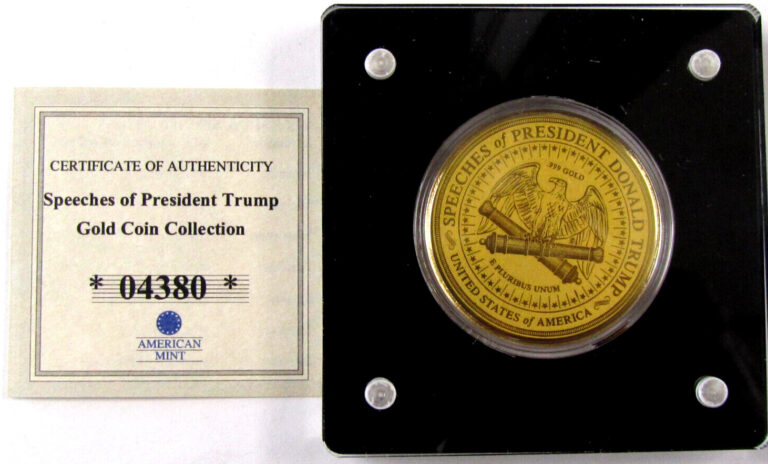 CERTIFICATE OF AUTHENTICITY
Speeches of President Trump
Gold Coin Collection
* 04380 *
AMERICAN
MINT
SPEECHES of PRESIDENT DONALD TRUMP
.999 GOLD
E PLURIBUS UNUM
UNITED STATES of AMERICA